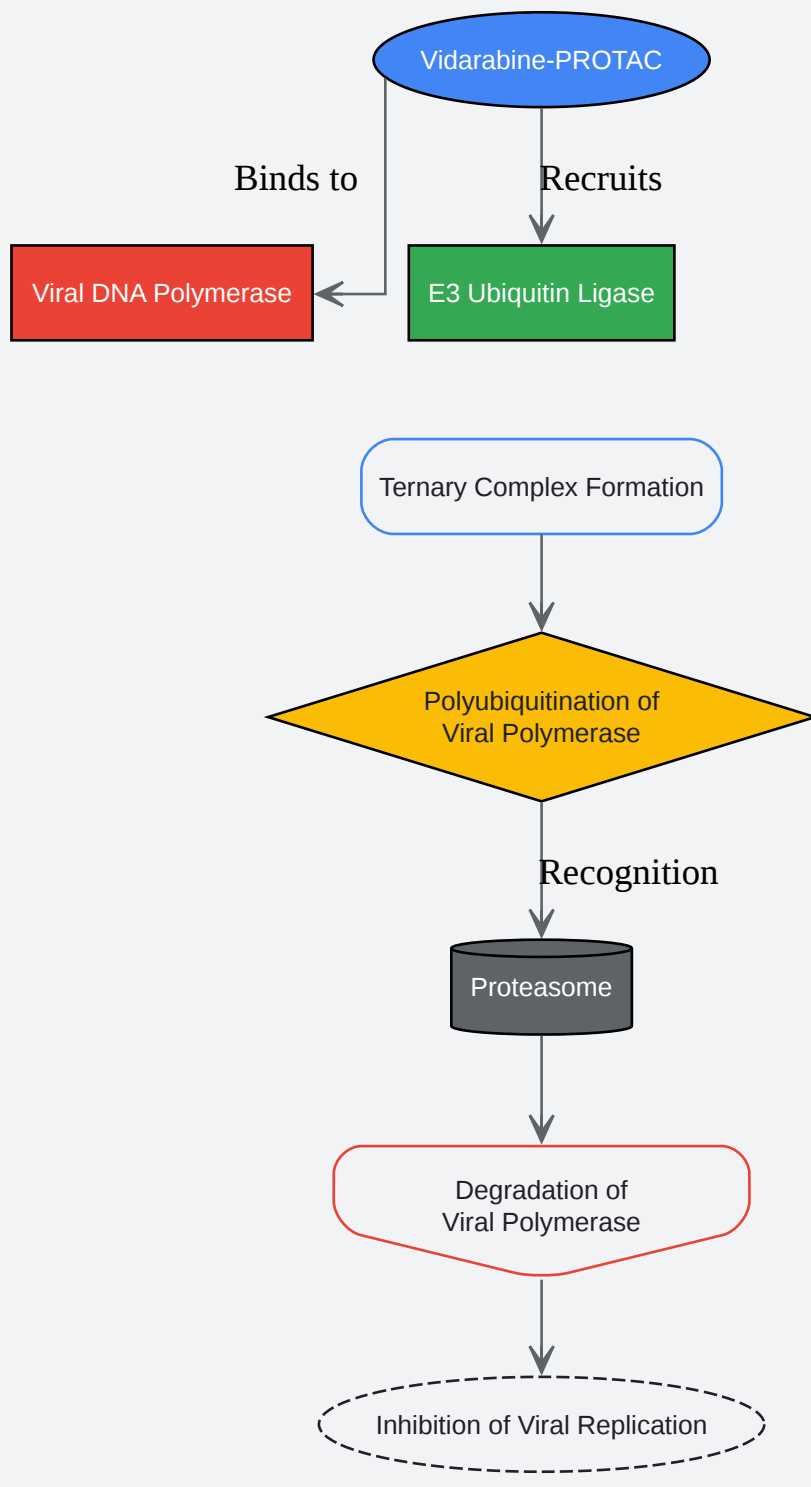 Vidarabine-PROTAC
Binds to
Recruits
Viral DNA Polymerase
E3 Ubiquitin Ligase
Ternary Complex Formation
Polyubiquitination of
Viral Polymerase
Recognition
Proteasome
Degradation of
Viral Polymerase
Inhibition of Viral Replication